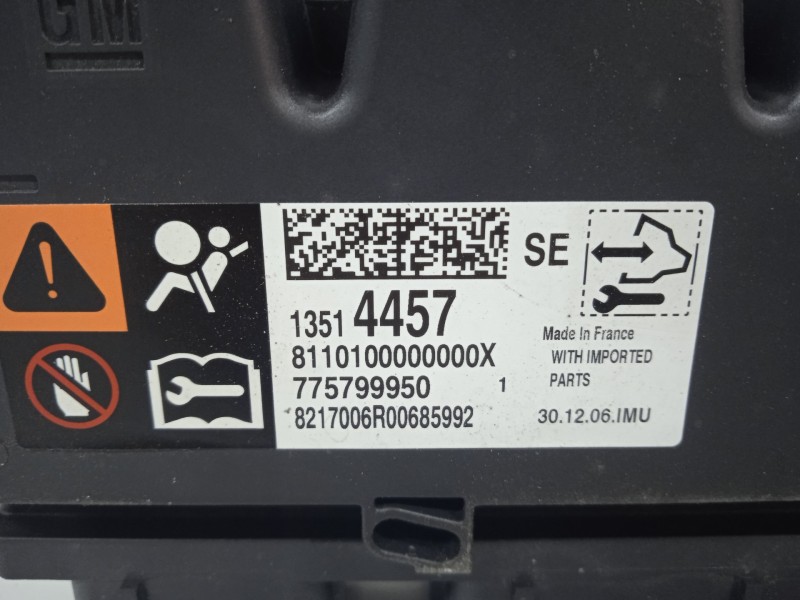 GM
SE
1351 4457
8110100000000X
775799950 1
8217006R00685992
Made In France
WITH IMPORTED
PARTS
30.12.06.IMU